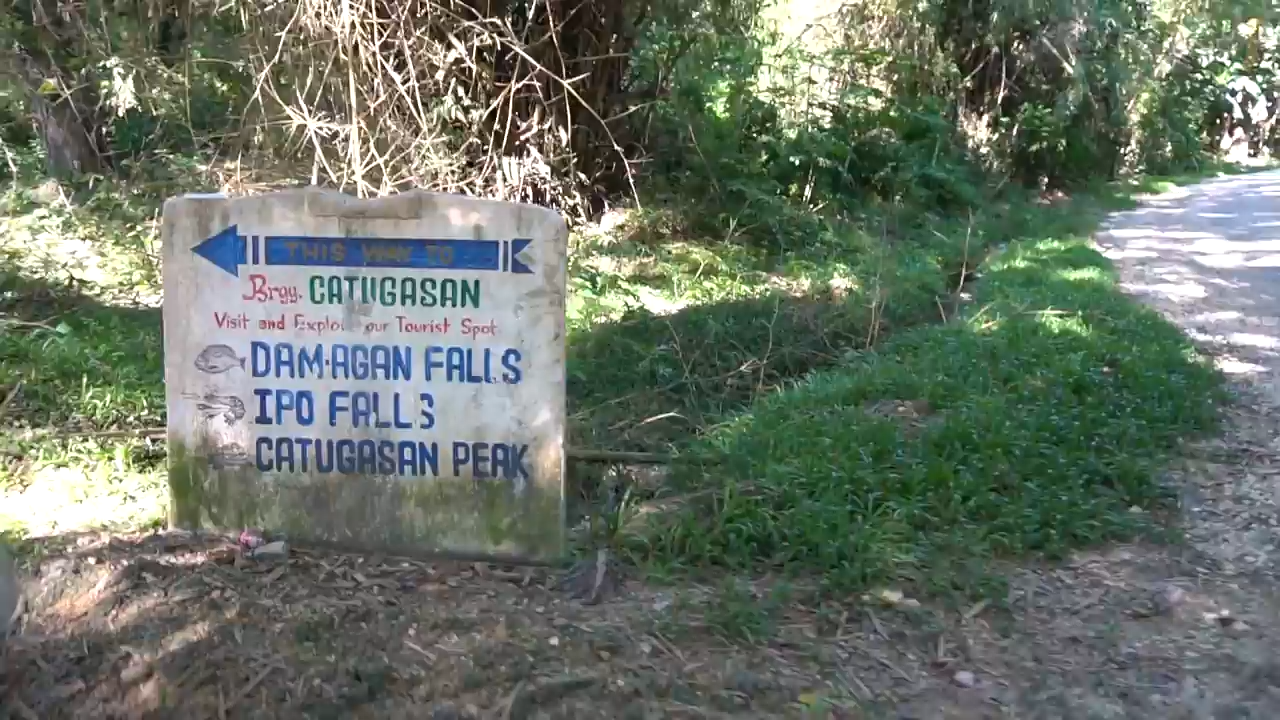 THIS WAY TO
Brgy. CATUGASAN
Visit and Explore our Tourist Spot
DAM-AGAN FALLS
IPO FALLS
CATUGASAN PEAK